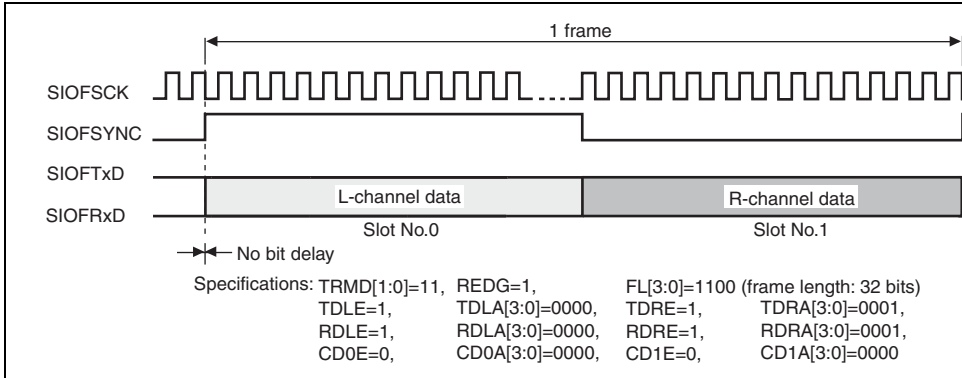 1 frame
SIOFSCK
SIOFSYNC
SIOFTxD
SIOFRxD
L-channel data
R-channel data
Slot No.0
Slot No.1
No bit delay
Specifications: TRMD[1:0]=11, REDG=1, FL[3:0]=1100 (frame length: 32 bits)
TDLE=1, TDLA[3:0]=0000, TDRE=1, TDRA[3:0]=0001,
RDLE=1, RDLA[3:0]=0000, RDRE=1, RDRA[3:0]=0001,
CD0E=0, CD0A[3:0]=0000, CD1E=0, CD1A[3:0]=0000